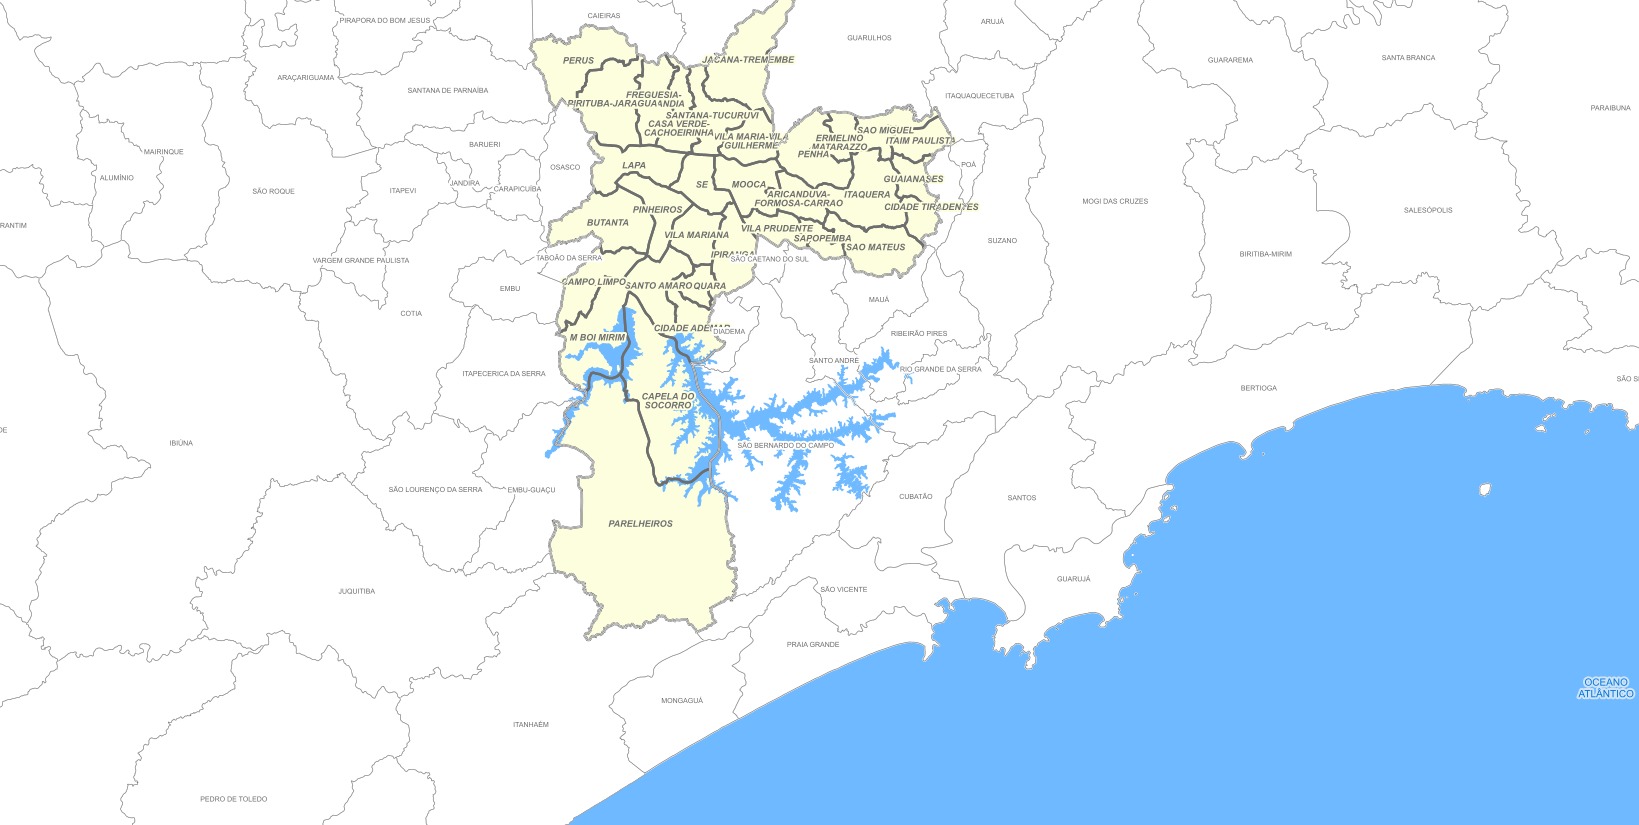 CAIEIRAS
PIRAPORA DO BOM JESUS
ARUJÁ
GUARULHOS
JAÇANA-TREMEMBE
GUARAREMA
SANTA BRANCA
PERUS
ARAÇARIGUAMA
SANTANA DE PARNAÍBA
FREGUESIA-
PIRITUBA-JARAGUA
ANDIA
ITAQUAQUECETUBA
PARAIBUNA
SANTANA-TUCURUVI
CASA VERDE-
CACHOEIRINHA
VILA MARIA-VILA
GUILHERME
SAO MIGUEL
ERMELINO
MATARAZZO
ITAIM PAULISTA
PENHA
BARUERI
MAIRINQUE
OSASCO
LAPA
POÁ
ALUMÍNIO
JANDIRA
CARAPICUÍBA
ITAPEVI
SÃO ROQUE
SE
MOOCA
GUAIANASES
ARICANDUVA-
FORMOSA-CARRAO
ITAQUERA
CIDADE TIRADENTES
MOGI DAS CRUZES
SALESÓPOLIS
PINHEIROS
BUTANTA
RANTIM
VILA MARIANA
VILA PRUDENTE
SAPOPEMBA
SAO MATEUS
SUZANO
IPIRANGA
BIRITIBA-MIRIM
VARGEM GRANDE PAULISTA
TABOÃO DA SERRA
SÃO CAETANO DO SUL
CAMPO LIMPO
SANTO AMARO
QUARA
EMBU
MAUÁ
COTIA
CIDADE ADEMAR
DIADEMA
M BOI MIRIM
RIBEIRÃO PIRES
SANTO ANDRÉ
RIO GRANDE DA SERRA
ITAPECERICA DA SERRA
SÃO S
BERTIOGA
CAPELA DO
SOCORRO
DE
IBIÚNA
SÃO BERNARDO DO CAMPO
SÃO LOURENÇO DA SERRA
EMBU-GUAÇU
CUBATÃO
SANTOS
PARELHEIROS
GUARUJÁ
JUQUITIBA
SÃO VICENTE
PRAIA GRANDE
OCEANO
ATLÂNTICO
MONGAGUÁ
ITANHAÉM
PEDRO DE TOLEDO